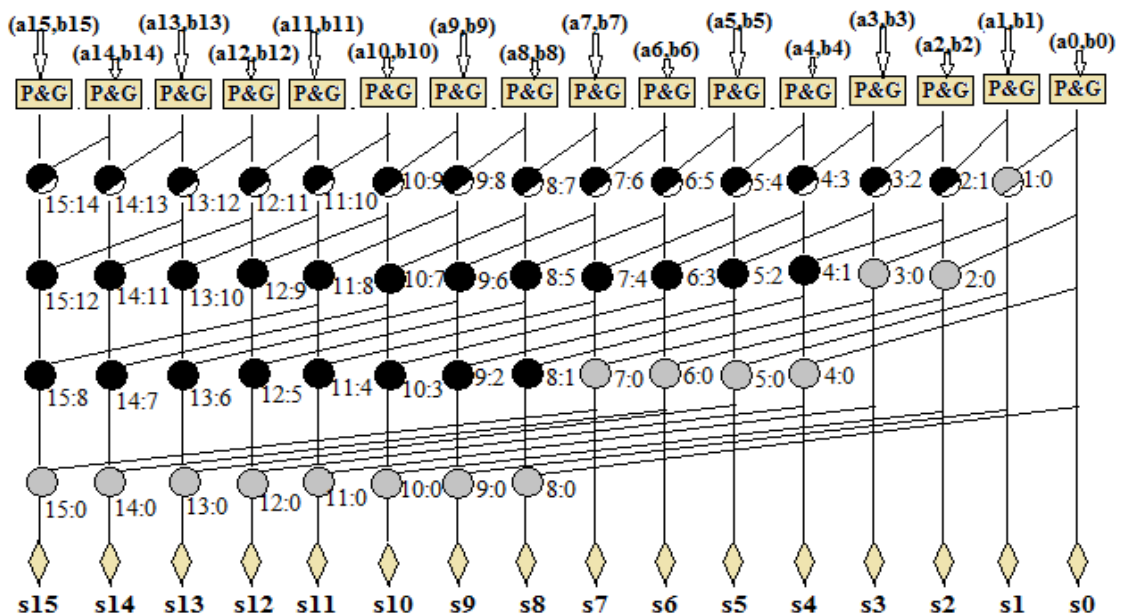 (a15,b15) (a13,b13) (a11,b11) (a9,b9) (a7,b7) (a5,b5) (a3,b3) (a1,b1)
(a14,b14) (a12,b12) (a10,b10) (a8,b8) (a6,b6) (a4,b4) (a2,b2) (a0,b0)
P&G P&G P&G P&G P&G P&G P&G P&G P&G P&G P&G P&G P&G P&G P&G P&G
15:14 14:13 13:12 12:11 11:10 10:9 9:8 8:7 7:6 6:5 5:4 4:3 3:2 2:1 1:0
15:12 14:11 13:10 12:9 11:8 10:7 9:6 8:5 7:4 6:3 5:2 4:1 3:0 2:0
15:8 14:7 13:6 12:5 11:4 10:3 9:2 8:1 7:0 6:0 5:0 4:0
15:0 14:0 13:0 12:0 11:0 10:0 9:0 8:0
s15 s14 s13 s12 s11 s10 s9 s8 s7 s6 s5 s4 s3 s2 s1 s0